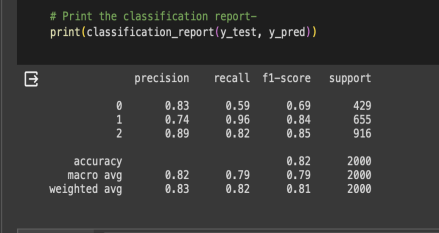 # Print the classification report-
print(classification_report(y_test, y_pred))
precision recall f1-score support
0 0.83 0.59 0.69 429
1 0.74 0.96 0.84 655
2 0.89 0.82 0.85 916
accuracy 0.82 2000
macro avg 0.82 0.79 0.79 2000
weighted avg 0.83 0.82 0.81 2000